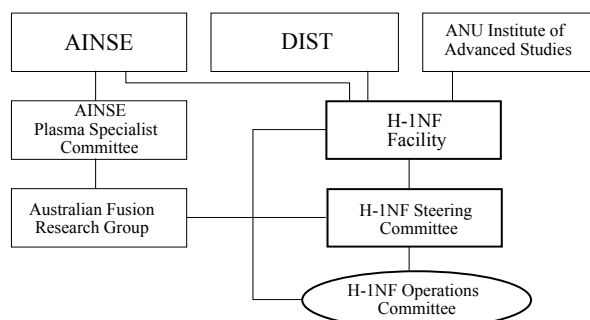 AINSE
DIST
ANU Institute of
Advanced Studies
AINSE
Plasma Specialist
Committee
H-1NF
Facility
Australian Fusion
Research Group
H-1NF Steering
Committee
H-1NF Operations
Committee